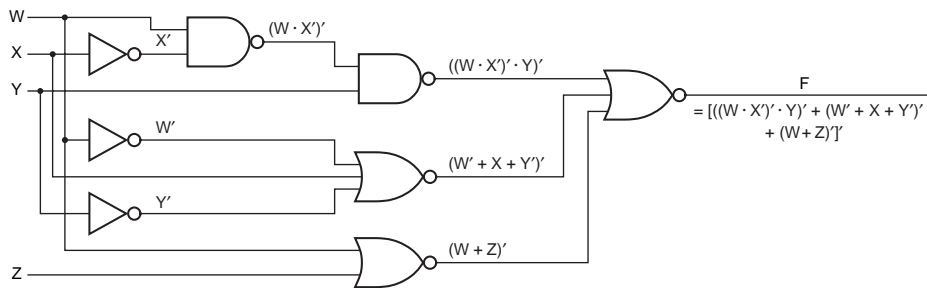 W
X
Y
Z
X′
(W · X′)′
((W · X′)′ · Y)′
W′
(W′ + X + Y′)′
Y′
(W + Z)′
F
= [((W · X′)′ · Y)′ + (W′ + X + Y′)′
+ (W + Z)′]′